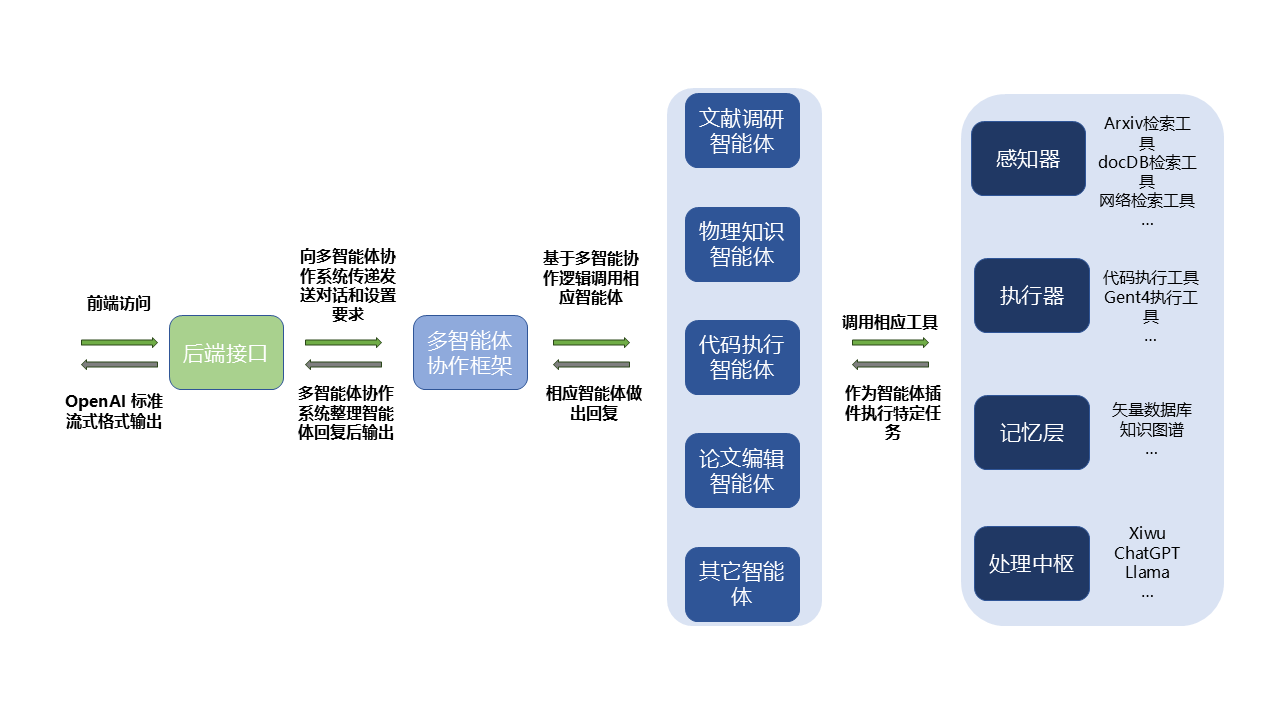 前端访问
OpenAI 标准
流式格式输出
后端接口
向多智能体协
作系统传递发
送对话和设置
要求
多智能体协作
系统整理智能
体回复后输出
多智能体
协作框架
基于多智能协
作逻辑调用相
应智能体
相应智能体做
出回复
文献调研
智能体
物理知识
智能体
代码执行
智能体
论文编辑
智能体
其它智能
体
调用相应工具
作为智能体插
件执行特定任
务
感知器
Arxiv检索工
具
docDB检索工
具
网络检索工具
...
执行器
代码执行工具
Gent4执行工
具
...
记忆层
矢量数据库
知识图谱
...
处理中枢
Xiwu
ChatGPT
Llama
...